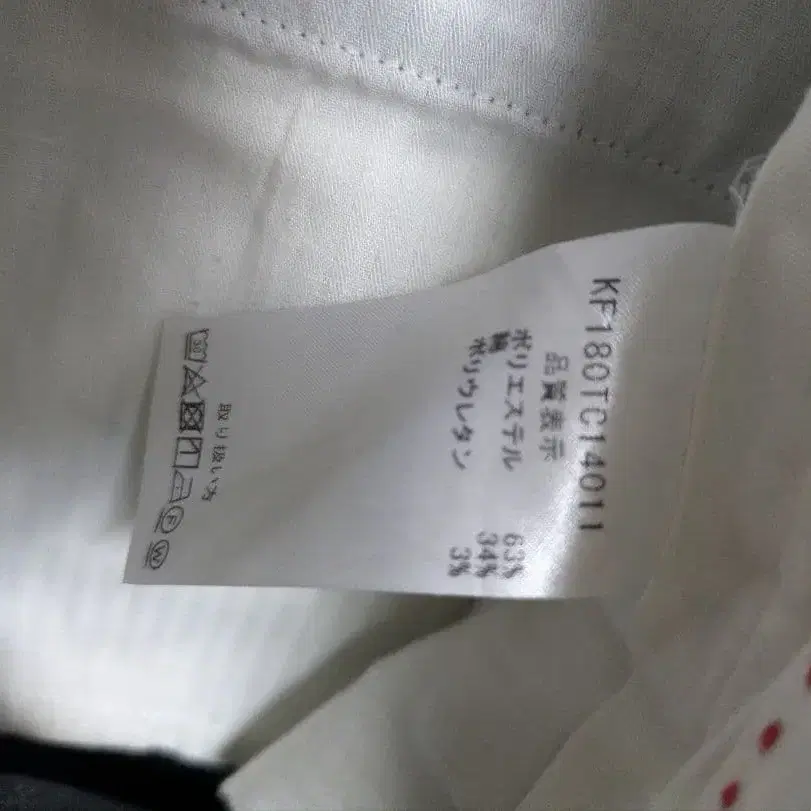 KF180TC14011
品質表示
ポリエステル 63%
綿 34%
ポリウレタン 3%
取り扱い方
30
F
W